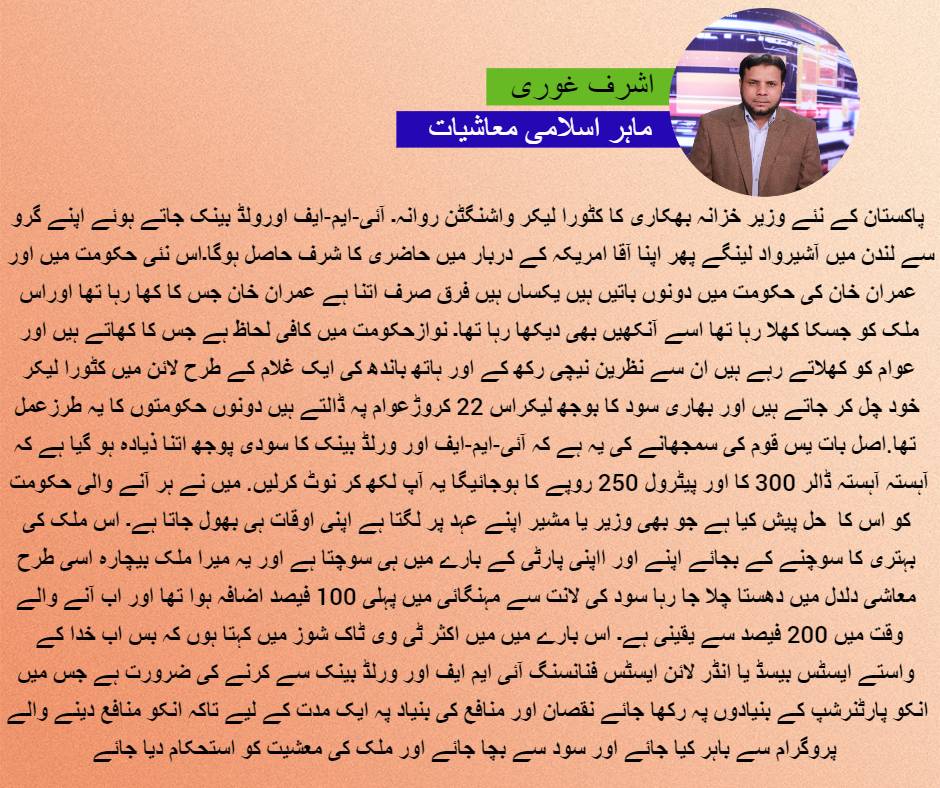 اشرف غوری
ماہر اسلامی معاشیات
پاکستان کے نئے وزیر خزانہ بھکاری کا کٹورا لیکر واشنگٹن روانہ۔ آئی-ایم-ایف اورولڈ بینک جاتے ہوئے اپنے گرو
سے لندن میں آشیرواد لینگے پھر اپنا آقا امریکہ کے دربار میں حاضری کا شرف حاصل ہوگا۔اس نئی حکومت میں اور
عمران خان کی حکومت میں دونوں باتیں ہیں یکساں ہیں فرق صرف اتنا ہے عمران خان جس کا کھا رہا تھا اوراس
ملک کو جسکا کھلا رہا تھا اسے آنکھیں بھی دیکھا رہا تھا۔ نوازحکومت میں کافی لحاظ ہے جس کا کھاتے ہیں اور
عوام کو کھلاتے رہے ہیں ان سے نظرین نیچی رکھ کے اور ہاتھ باندھ کی ایک غلام کے طرح لائن میں کٹورا لیکر
خود چل کر جاتے ہیں اور بھاری سود کا بوجھ لیکراس 22 کروڑعوام پہ ڈالتے ہیں دونوں حکومتوں کا یہ طرزعمل
تھا.اصل بات یس قوم کی سمجھانے کی یہ ہے کہ آئی-ایم-ایف اور ورلڈ بینک کا سودی پوجھ اتنا ذیادہ ہو گیا ہے کہ
آہستہ آہستہ ڈالر 300 کا اور پیٹرول 250 روپے کا ہوجائیگا یہ آپ لکھ کر نوٹ کرلیں. میں نے ہر آنے والی حکومت
کو اس کا حل پیش کیا ہے جو بھی وزیر یا مشیر اپنے عہد پر لگتا ہے اپنی اوقات ہی بھول جاتا ہے۔ اس ملک کی
بہتری کا سوچنے کے بجائے اپنے اور ااپنی پارٹی کے بارے میں ہی سوچتا ہے اور یہ میرا ملک بیچارہ اسی طرح
معاشی دلدل میں دھستا چلا جا رہا سود کی لانت سے مہنگائی میں پہلی 100 فیصد اضافہ ہوا تھا اور اب آنے والے
وقت میں 200 فیصد سے یقینی ہے۔ اس بارے میں میں اکثر ٹی وی ٹاک شوز میں کہتا ہوں کہ بس اب خدا کے
واستے ایسٹس بیسڈ یا انڈر لائن ایسٹس فنانسنگ آئی ایم ایف اور ورلڈ بینک سے کرنے کی ضرورت ہے جس میں
انکو پارٹنرشپ کے بنیادوں پہ رکھا جائے نقصان اور منافع کی بنیاد پہ ایک مدت کے لیے تاکہ انکو منافع دینے والے
پروگرام سے باہر کیا جائے اور سود سے بچا جائے اور ملک کی معشیت کو استحکام دیا جائے